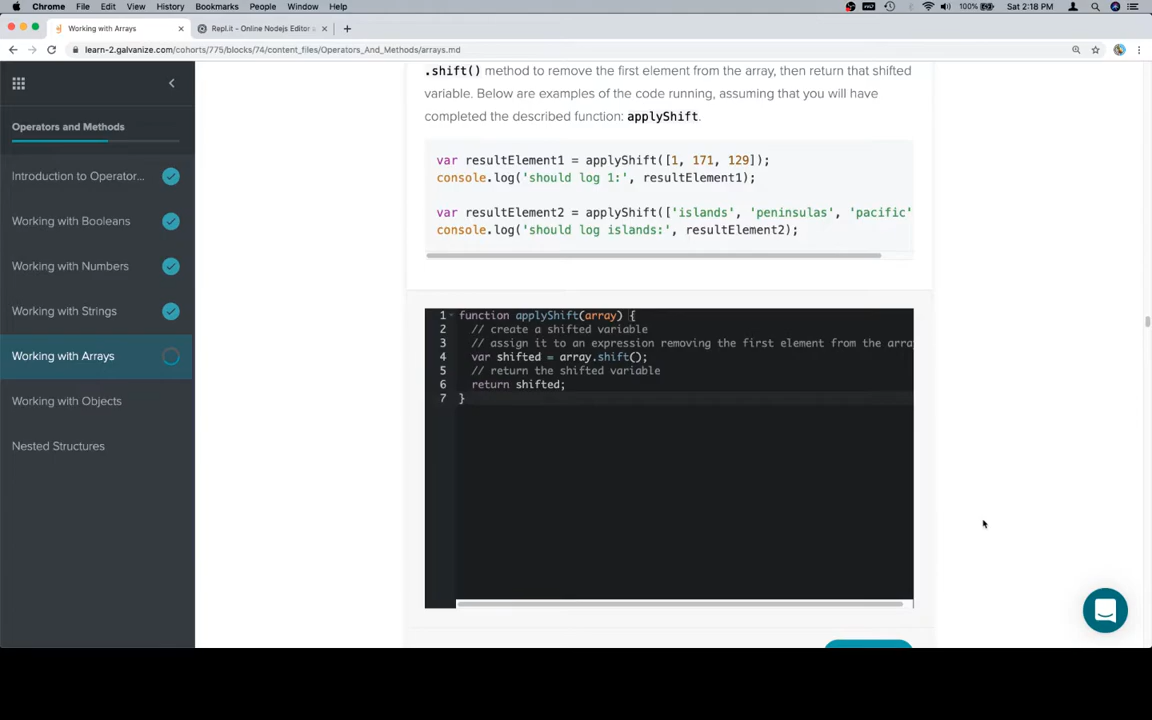 Chrome File Edit View History Bookmarks People Window Help
100% Sat 2:18 PM
Working with Arrays
Repl.it - Online Nodejs Editor
learn-2.galvanize.com/cohorts/775/blocks/74/content_files/Operators_And_Methods/arrays.md
Operators and Methods
Introduction to Operator...
Working with Booleans
Working with Numbers
Working with Strings
Working with Arrays
Working with Objects
Nested Structures
.shift() method to remove the first element from the array, then return that shifted
variable. Below are examples of the code running, assuming that you will have
completed the described function: applyShift.
var resultElement1 = applyShift([1, 171, 129]);
console.log('should log 1:', resultElement1);
var resultElement2 = applyShift(['islands', 'peninsulas', 'pacific'
console.log('should log islands:', resultElement2);
1 function applyShift(array) {
2 // create a shifted variable
3 // assign it to an expression removing the first element from the arra
4 var shifted = array.shift();
5 // return the shifted variable
6 return shifted;
7 }